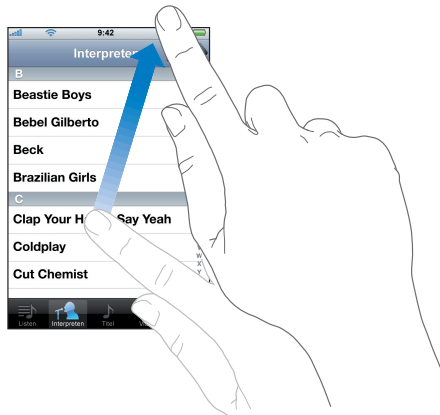 9:42
Interpreten
B
Beastie Boys
Bebel Gilberto
Beck
Brazilian Girls
C
Clap Your Say Yeah
Coldplay
Cut Chemist
W
X
Y
Listen Interpreten Titel